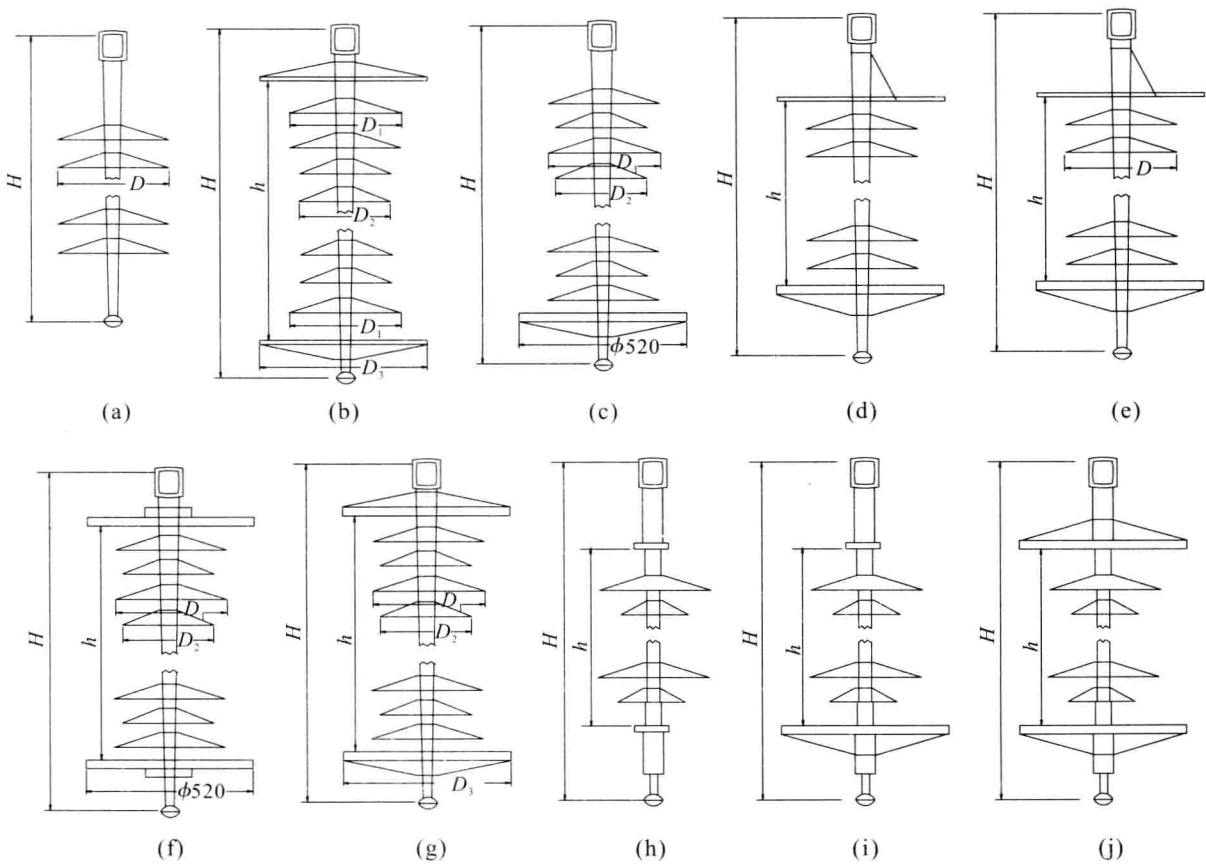 H
D
(a)
H
h
D₁
D₂
D₁
D₃
(b)
H
D₁
D₂
ϕ520
(c)
H
h
(d)
H
h
D
(e)
H
h
D₁
D₂
ϕ520
(f)
H
h
D₁
D₂
D₃
(g)
H
h
(h)
H
h
(i)
H
h
(j)